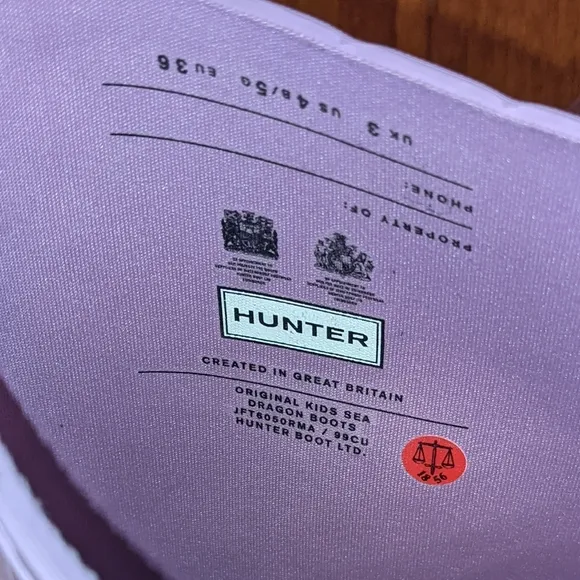 UK 3 US 4B/5G EU 36
PHONE:
PROPERTY OF:
HUNTER
CREATED IN GREAT BRITAIN
ORIGINAL KIDS SEA
DRAGON BOOTS
JFT6050RMA / 99CU
HUNTER BOOT LTD.
1856